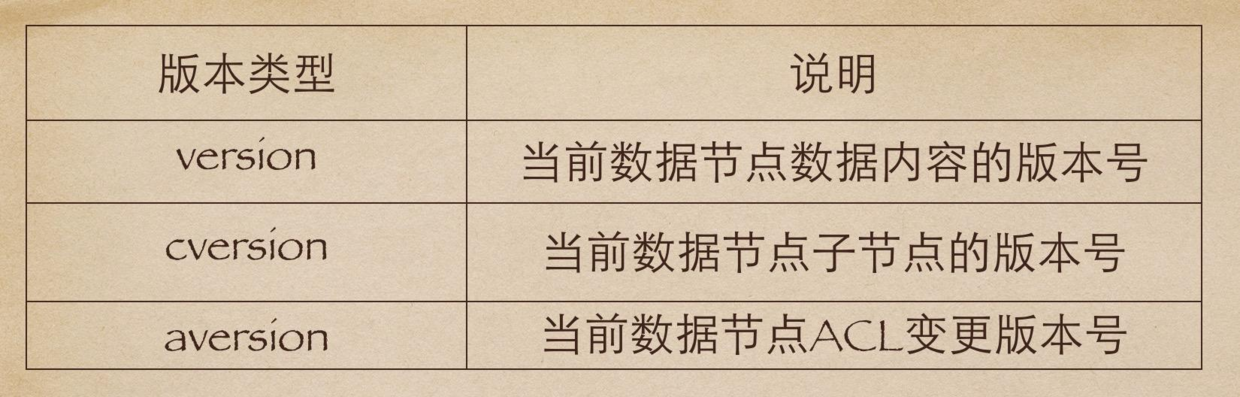 版本类型 说明
version 当前数据节点数据内容的版本号
cversion 当前数据节点子节点的版本号
aversion 当前数据节点ACL变更版本号